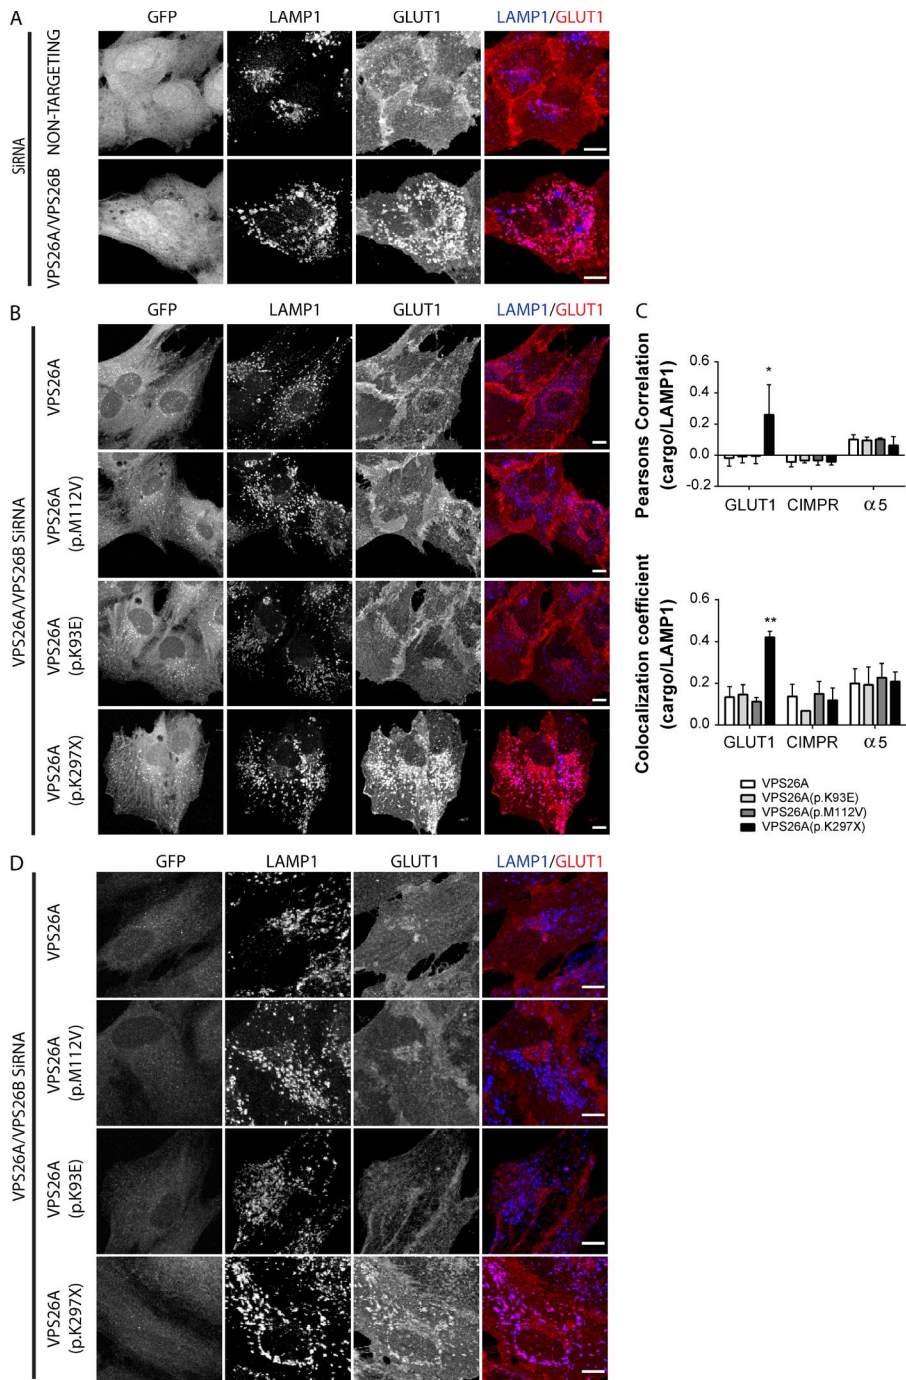 A
GFP
LAMP1
GLUT1
LAMP1/GLUT1
SiRNA
NON-TARGETING
VPS26A/VPS26B
B
GFP
LAMP1
GLUT1
LAMP1/GLUT1
VPS26A/VPS26B SiRNA
VPS26A
VPS26A
(p.M112V)
VPS26A
(p.K93E)
VPS26A
(p.K297X)
C
Pearsons Correlation
(cargo/LAMP1)
0.6
0.4
0.2
0.0
-0.2
*
GLUT1 CIMPR α5
Colocalization coefficient
(cargo/LAMP1)
0.6
0.4
0.2
0.0
**
GLUT1 CIMPR α5
VPS26A
VPS26A(p.K93E)
VPS26A(p.M112V)
VPS26A(p.K297X)
D
GFP
LAMP1
GLUT1
LAMP1/GLUT1
VPS26A/VPS26B SiRNA
VPS26A
VPS26A
(p.M112V)
VPS26A
(p.K93E)
VPS26A
(p.K297X)